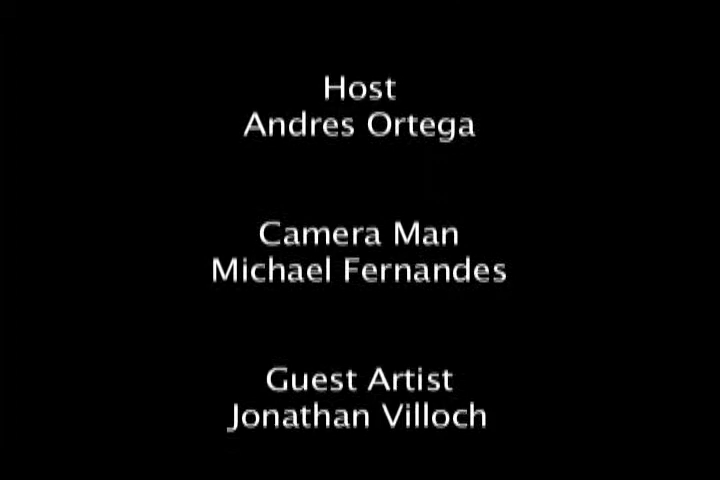 Host
Andres Ortega
Camera Man
Michael Fernandes
Guest Artist
Jonathan Villoch